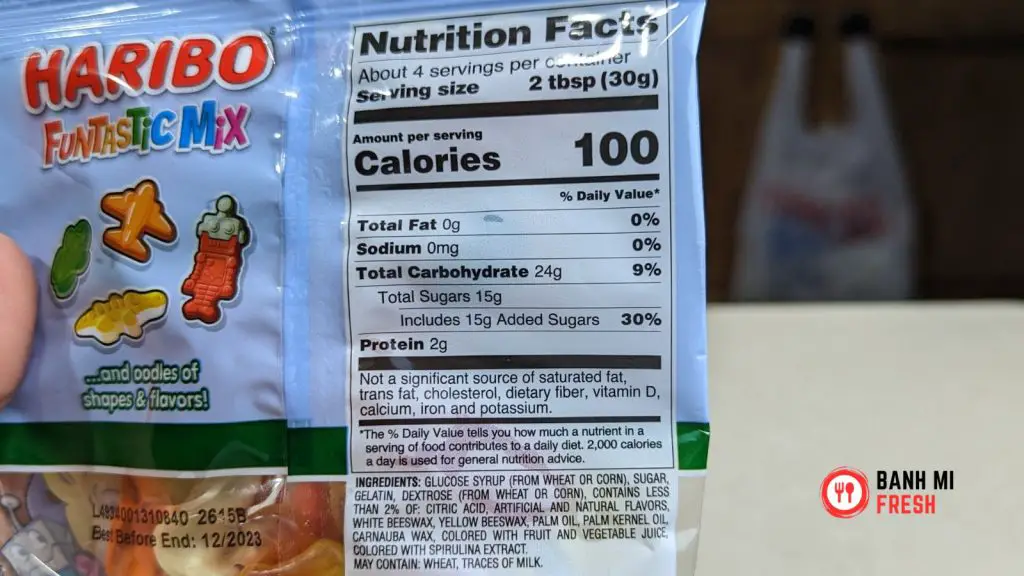 HARIBO
FUNTASTIC MIX
...and oodles of
shapes & flavors!
L4834001310840 2615B
Best Before End: 12/2023
Nutrition Facts
About 4 servings per container
Serving size 2 tbsp (30g)
Amount per serving
Calories 100
% Daily Value*
Total Fat 0g 0%
Sodium 0mg 0%
Total Carbohydrate 24g 9%
Total Sugars 15g
Includes 15g Added Sugars 30%
Protein 2g
Not a significant source of saturated fat,
trans fat, cholesterol, dietary fiber, vitamin D,
calcium, iron and potassium.
*The % Daily Value tells you how much a nutrient in a
serving of food contributes to a daily diet. 2,000 calories
a day is used for general nutrition advice.
INGREDIENTS: GLUCOSE SYRUP (FROM WHEAT OR CORN), SUGAR,
GELATIN, DEXTROSE (FROM WHEAT OR CORN), CONTAINS LESS
THAN 2% OF: CITRIC ACID, ARTIFICIAL AND NATURAL FLAVORS,
WHITE BEESWAX, YELLOW BEESWAX, PALM OIL, PALM KERNEL OIL,
CARNAUBA WAX, COLORED WITH FRUIT AND VEGETABLE JUICE,
COLORED WITH SPIRULINA EXTRACT.
MAY CONTAIN: WHEAT, TRACES OF MILK.
BANH MI
FRESH